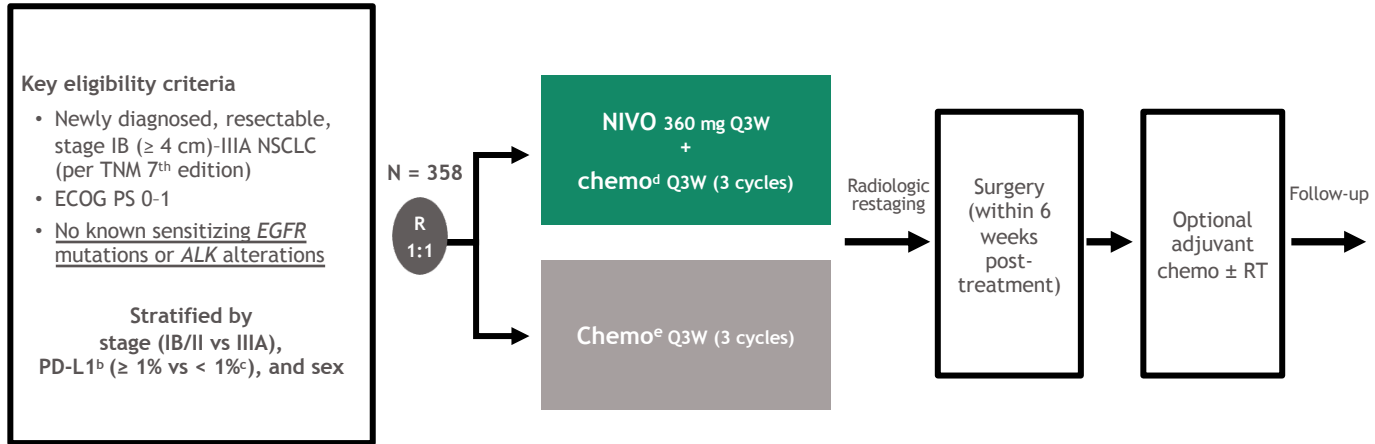 Key eligibility criteria
• Newly diagnosed, resectable,
stage IB (≥ 4 cm)–IIIA NSCLC
(per TNM 7th edition)
• ECOG PS 0–1
• No known sensitizing EGFR
mutations or ALK alterations
Stratified by
stage (IB/II vs IIIA),
PD-L1ᵇ (≥ 1% vs < 1%ᶜ), and sex
N = 358
R
1:1
NIVO 360 mg Q3W
+
chemoᵈ Q3W (3 cycles)
Chemoᵉ Q3W (3 cycles)
Radiologic
restaging
Surgery
(within 6
weeks
post-
treatment)
Optional
adjuvant
chemo ± RT
Follow-up